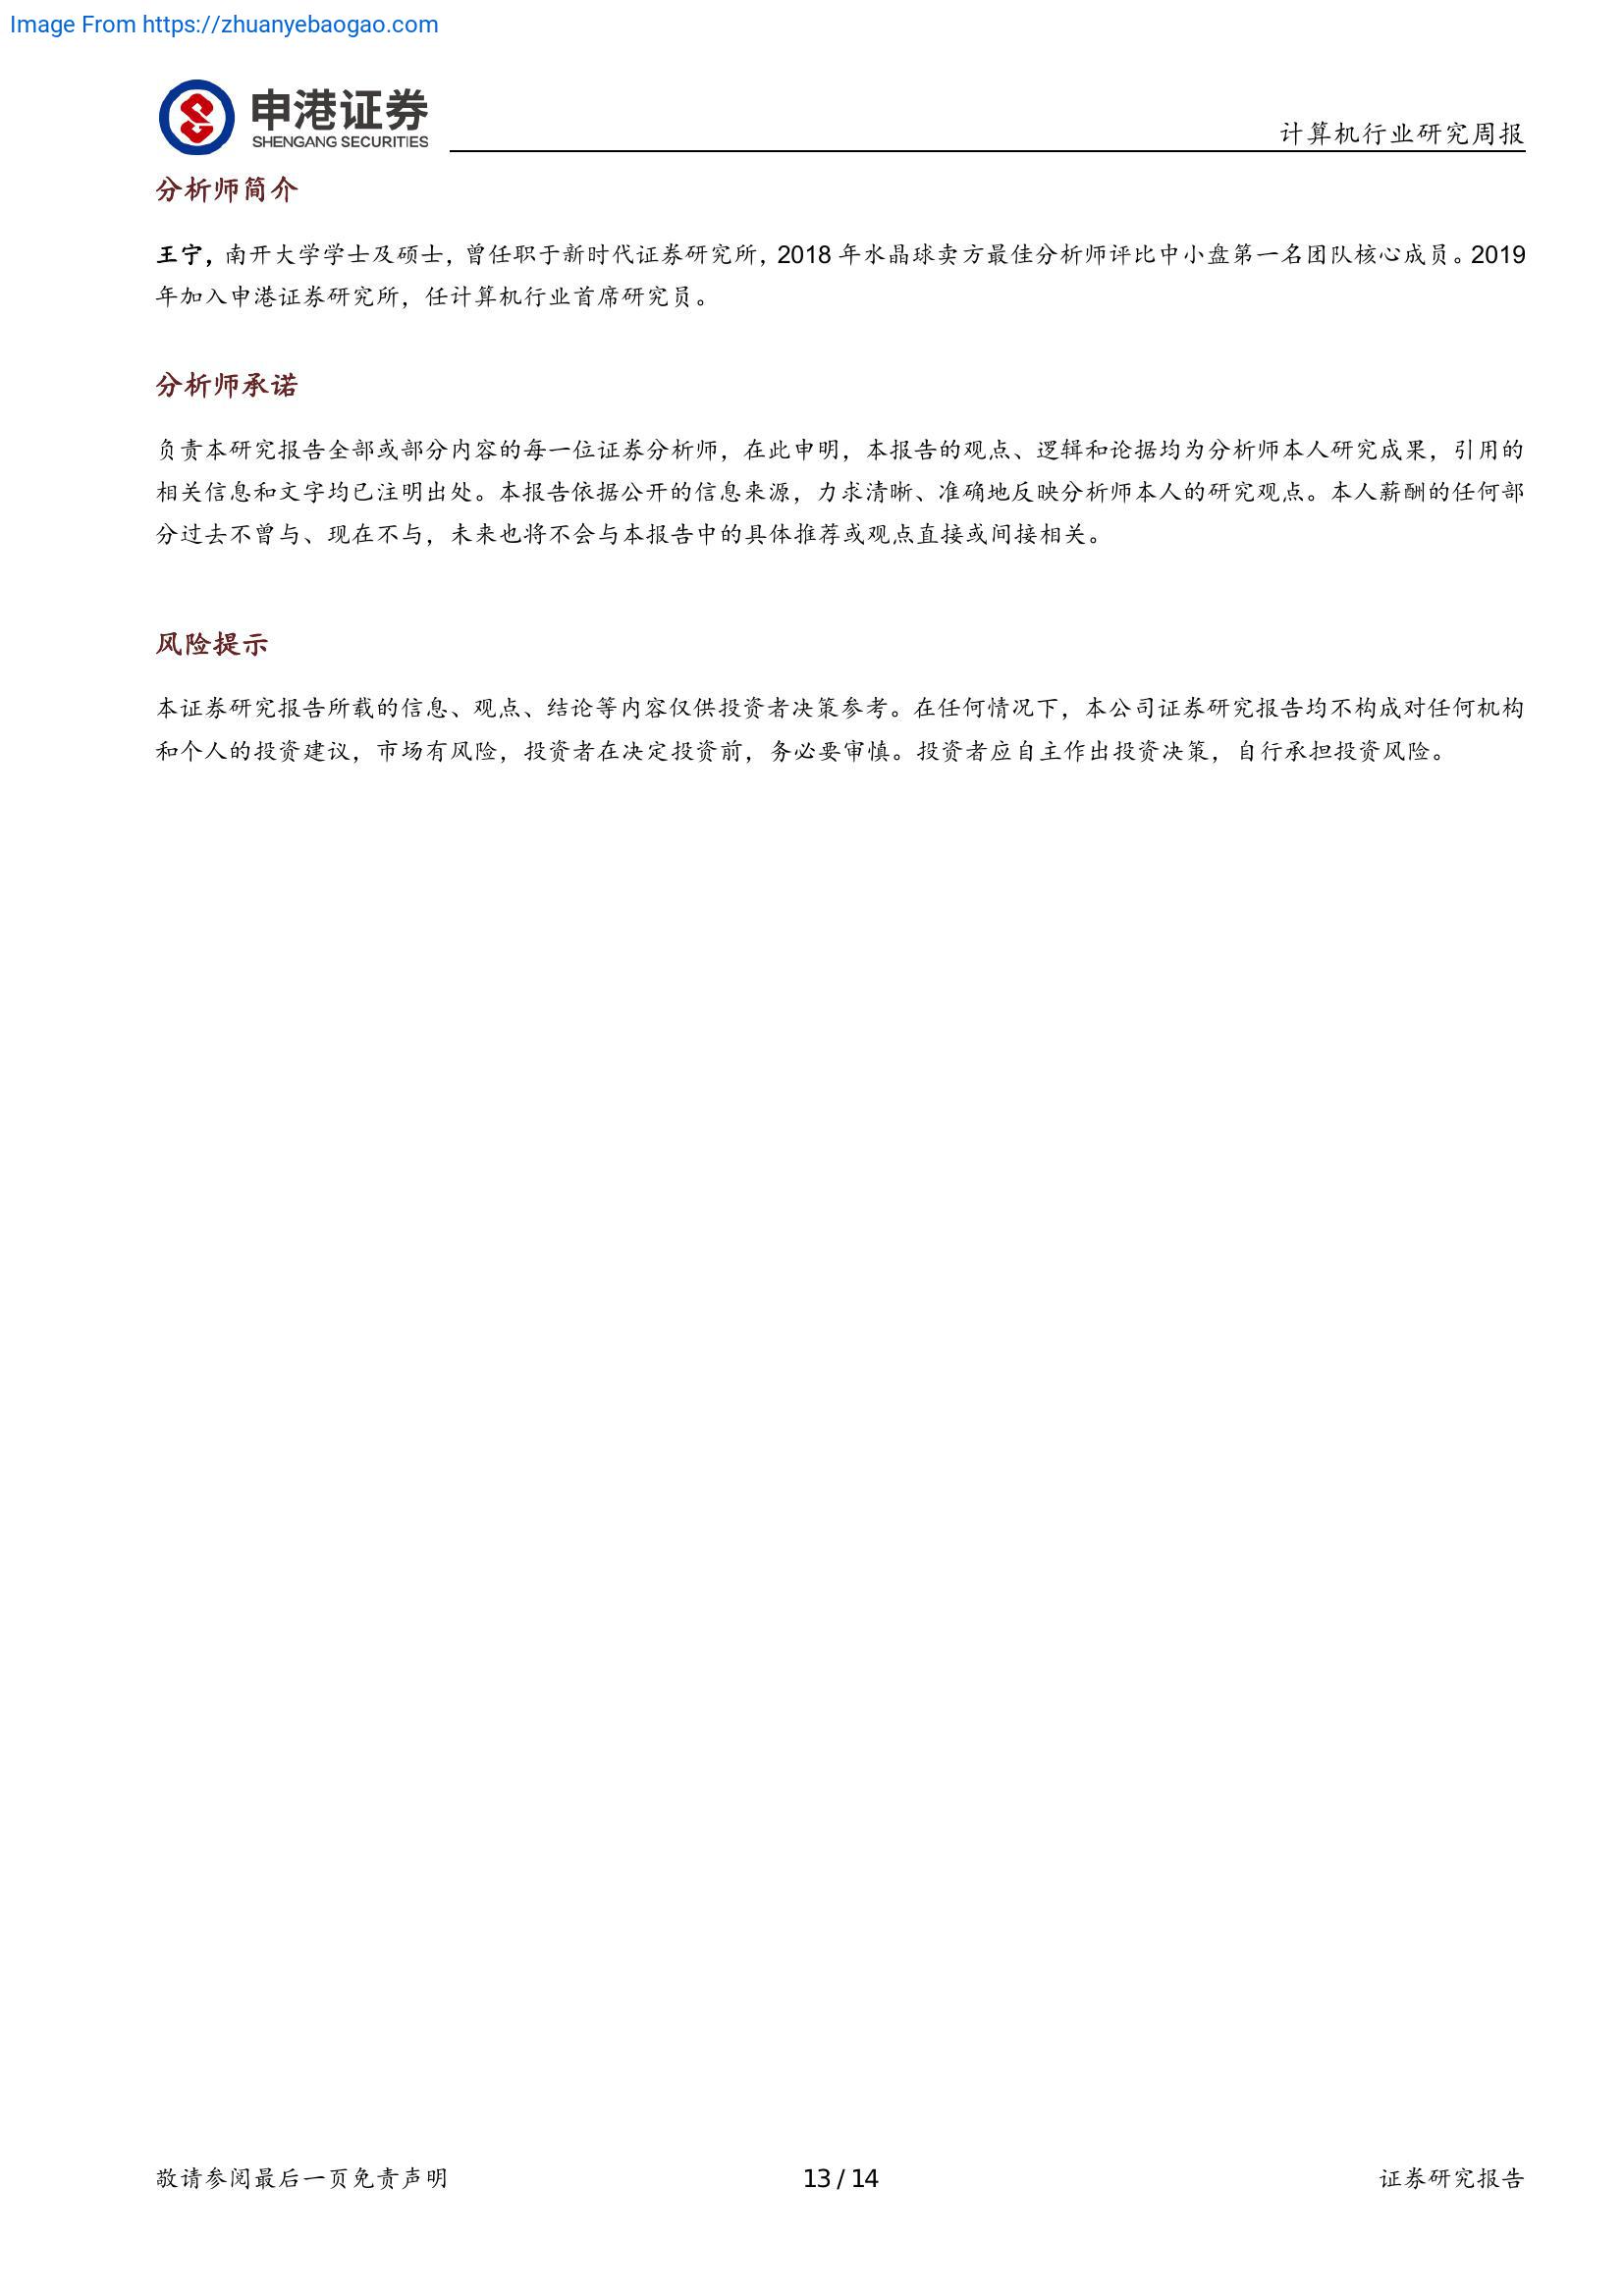 Image From https://zhuanyebaogao.com
申港证券
SHENGANG SECURITIES
计算机行业研究周报
分析师简介
王宁，南开大学学士及硕士，曾任职于新时代证券研究所，2018 年水晶球卖方最佳分析师评比中小盘第一名团队核心成员。2019
年加入申港证券研究所，任计算机行业首席研究员。
分析师承诺
负责本研究报告全部或部分内容的每一位证券分析师，在此申明，本报告的观点、逻辑和论据均为分析师本人研究成果，引用的
相关信息和文字均已注明出处。本报告依据公开的信息来源，力求清晰、准确地反映分析师本人的研究观点。本人薪酬的任何部
分过去不曾与、现在不与，未来也将不会与本报告中的具体推荐或观点直接或间接相关。
风险提示
本证券研究报告所载的信息、观点、结论等内容仅供投资者决策参考。在任何情况下，本公司证券研究报告均不构成对任何机构
和个人的投资建议，市场有风险，投资者在决定投资前，务必要审慎。投资者应自主作出投资决策，自行承担投资风险。
敬请参阅最后一页免责声明
13 / 14
证券研究报告